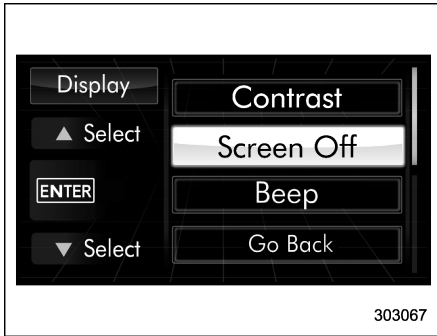 Display
▲ Select
ENTER
▼ Select
Contrast
Screen Off
Beep
Go Back
303067